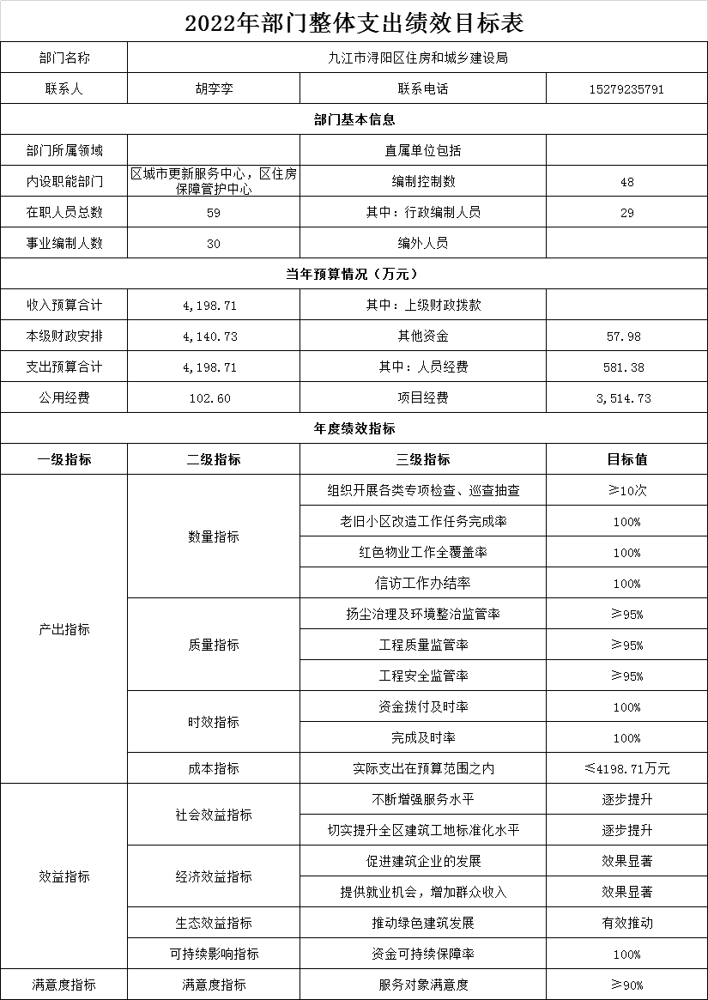 2022年部门整体支出绩效目标表
部门名称 九江市浔阳区住房和城乡建设局
联系人 胡孪孪 联系电话 15279235791
部门基本信息
部门所属领域 直属单位包括
内设职能部门 区城市更新服务中心，区住房保障管护中心 编制控制数 48
在职人员总数 59 其中：行政编制人员 29
事业编制人数 30 编外人员
当年预算情况（万元）
收入预算合计 4,198.71 其中：上级财政拨款
本级财政安排 4,140.73 其他资金 57.98
支出预算合计 4,198.71 其中：人员经费 581.38
公用经费 102.60 项目经费 3,514.73
年度绩效指标
一级指标 二级指标 三级指标 目标值
产出指标 数量指标 组织开展各类专项检查、巡查抽查 ≥10次
老旧小区改造工作任务完成率 100%
红色物业工作全覆盖率 100%
信访工作办结率 100%
质量指标 扬尘治理及环境整治监管率 ≥95%
工程质量监管率 ≥95%
工程安全监管率 ≥95%
时效指标 资金拨付及时率 100%
完成及时率 100%
成本指标 实际支出在预算范围之内 ≤4198.71万元
效益指标 社会效益指标 不断增强服务水平 逐步提升
切实提升全区建筑工地标准化水平 逐步提升
经济效益指标 促进建筑企业的发展 效果显著
提供就业机会，增加群众收入 效果显著
生态效益指标 推动绿色建筑发展 有效推动
可持续影响指标 资金可持续保障率 100%
满意度指标 满意度指标 服务对象满意度 ≥90%